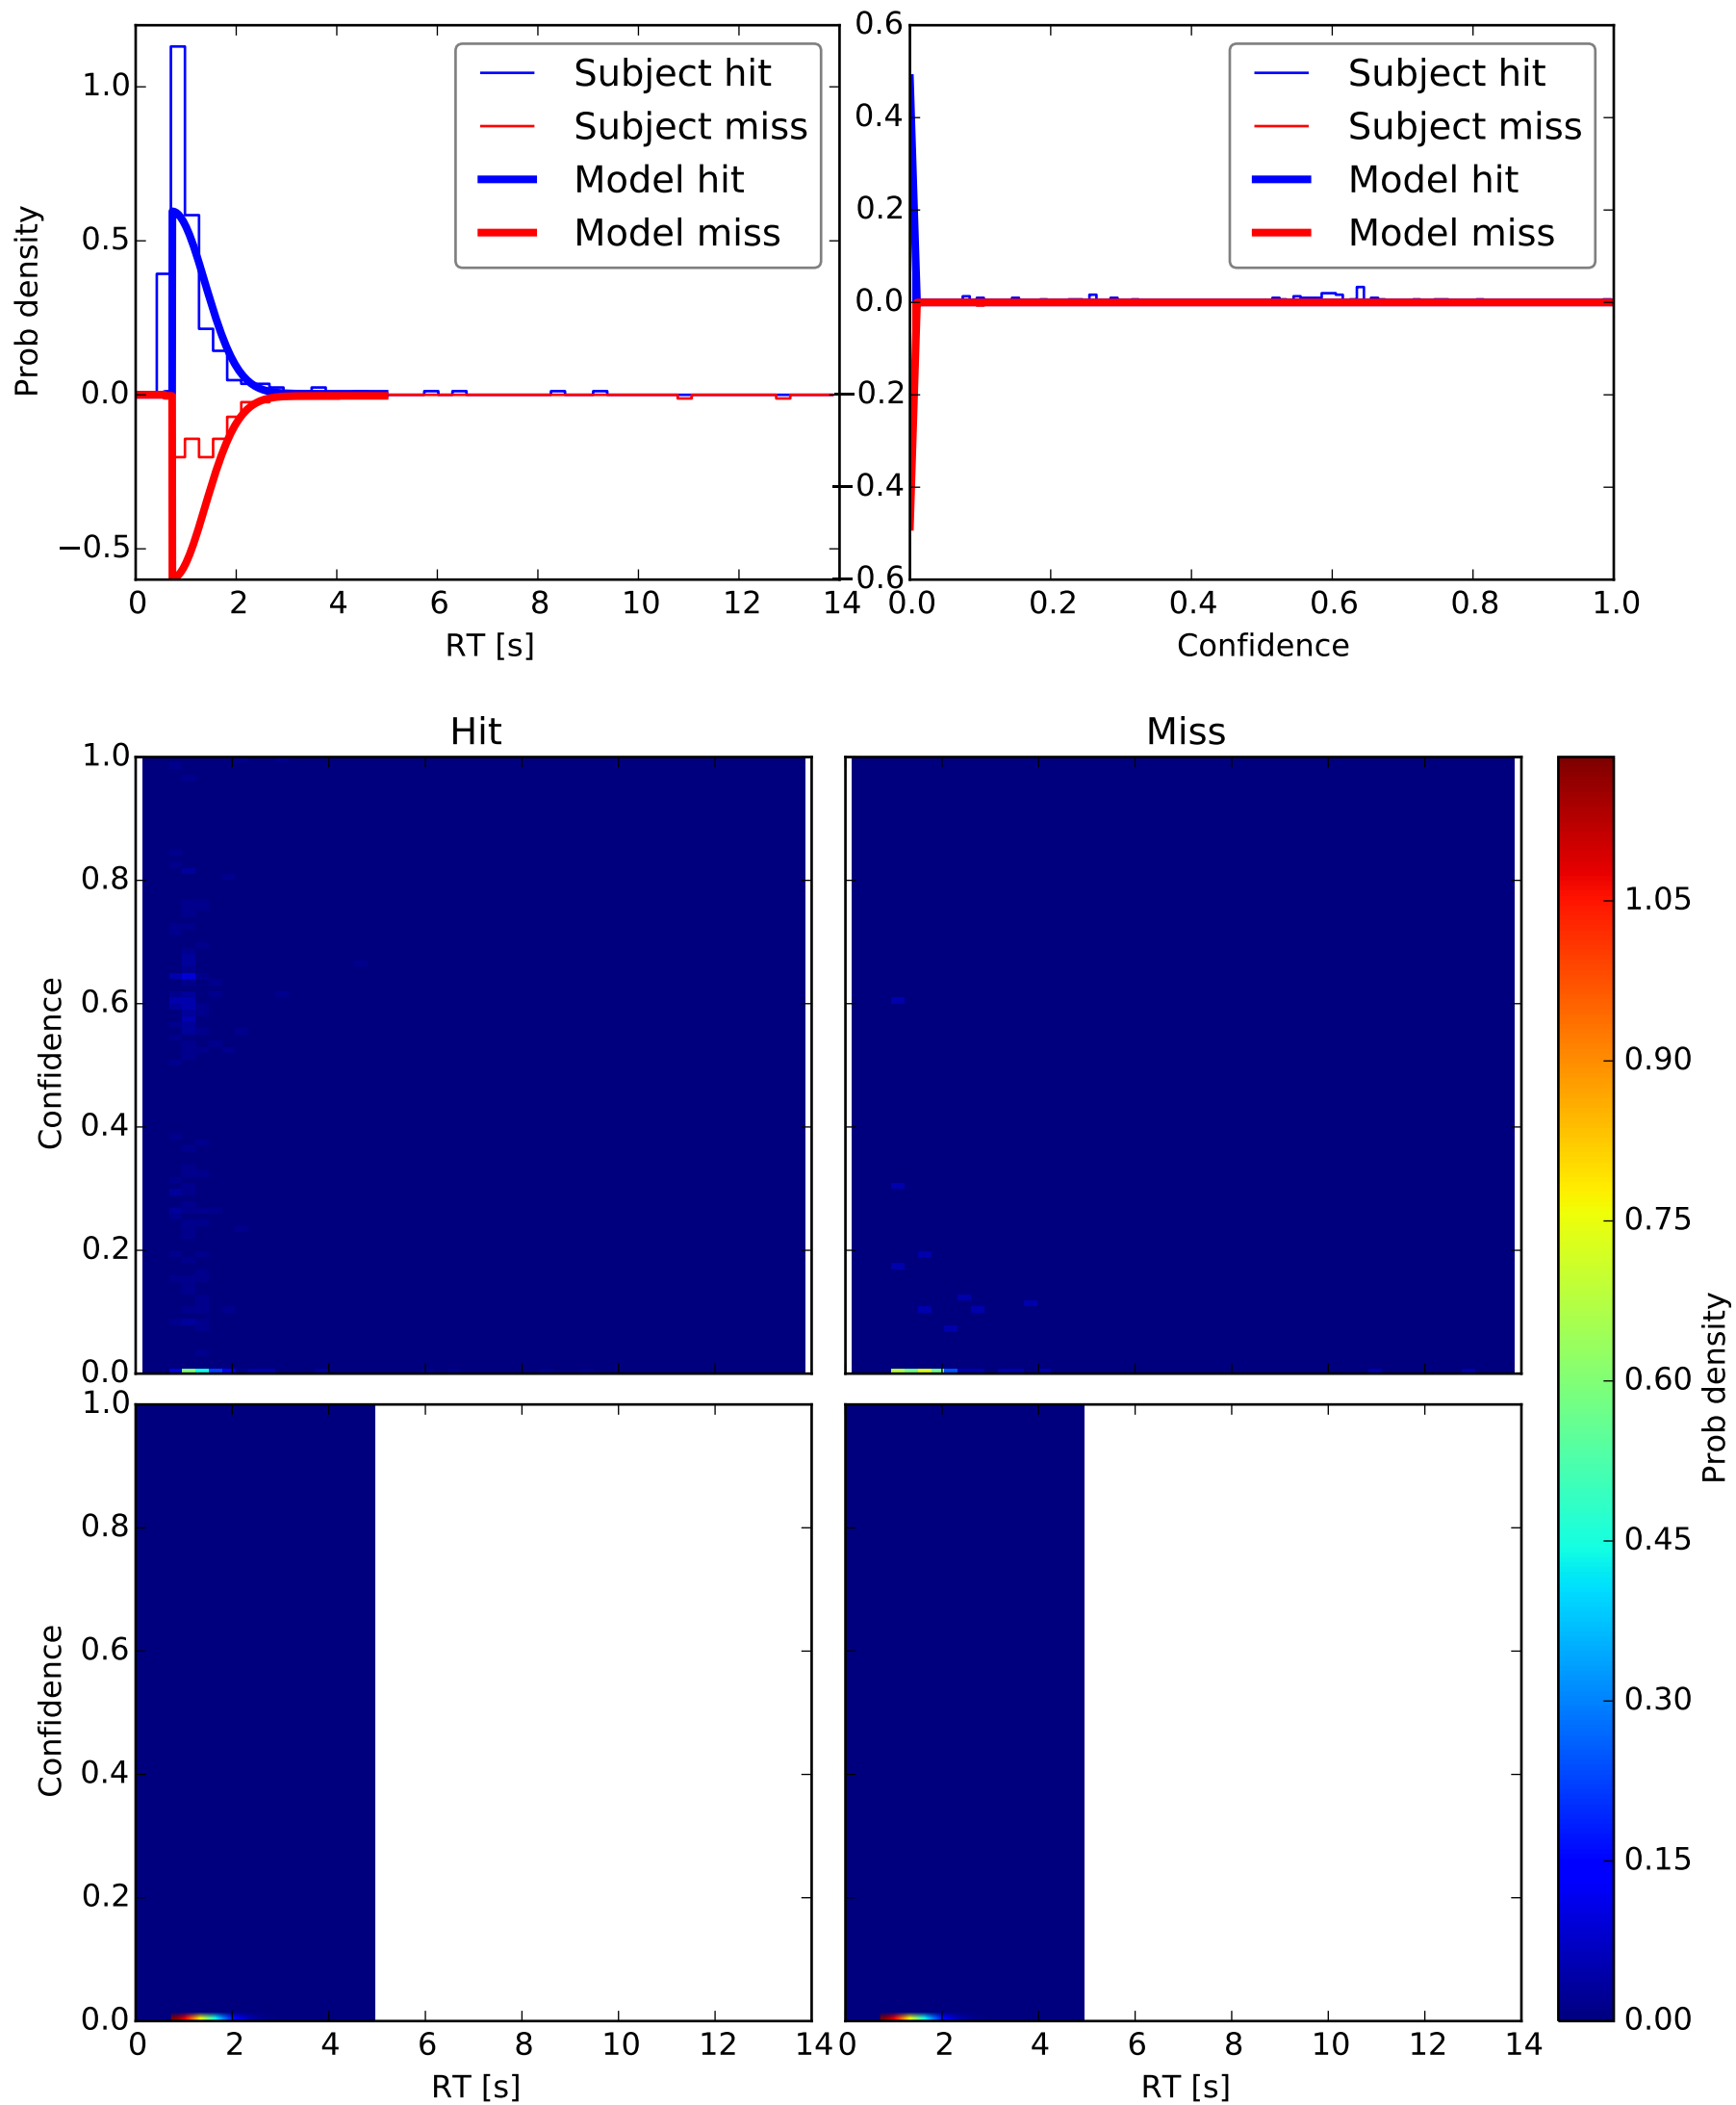 Prob density
1.0
0.5
0.0
−0.5
0 2 4 6 8 10 12 14
RT [s]
Subject hit
Subject miss
Model hit
Model miss
0.6
0.4
0.2
0.0
−0.2
−0.4
−0.6
0.0 0.2 0.4 0.6 0.8 1.0
Confidence
Subject hit
Subject miss
Model hit
Model miss
Hit
Confidence
1.0
0.8
0.6
0.4
0.2
0.0
Miss
Confidence
1.0
0.8
0.6
0.4
0.2
0.0
0 2 4 6 8 10 12 14
RT [s]
0 2 4 6 8 10 12 14
RT [s]
1.05
0.90
0.75
0.60
0.45
0.30
0.15
0.00
Prob density